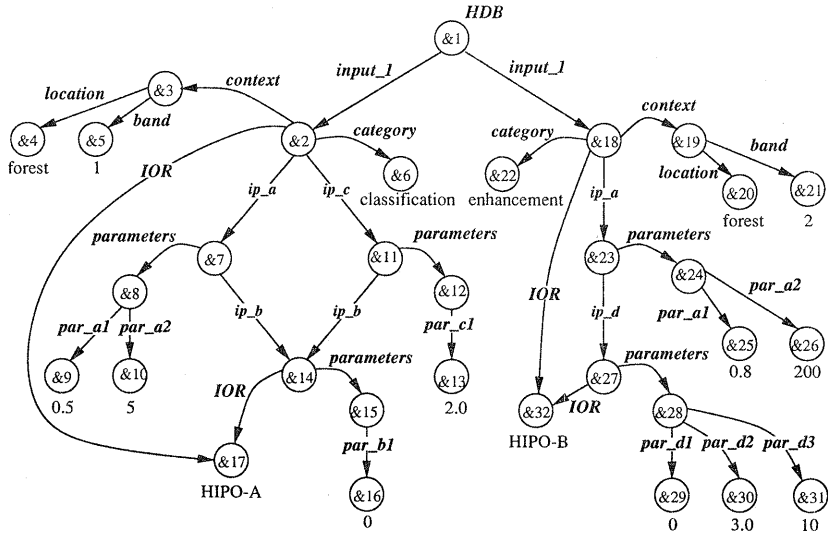 HDB
&1
input_1 input_1
&3 context context
location category category
band &2 &18 &19 band
&4 &5 location
forest 1 IOR &6 &22 &20 &21
ip_a ip_c classification enhancement ip_a forest 2
parameters parameters parameters
&7 &11 &23
&8 &12 IOR &24 par_a2
par_a1 par_a2 ip_b ip_b par_c1 ip_d par_a1
&9 &10 &13 &25 &26
0.5 5 2.0 0.8 200
parameters parameters
IOR &14 &27
&15 &32 IOR &28
HIPO-B
par_b1 par_d1 par_d2 par_d3
&17
HIPO-A
&16 &29 &30 &31
0 0 3.0 10